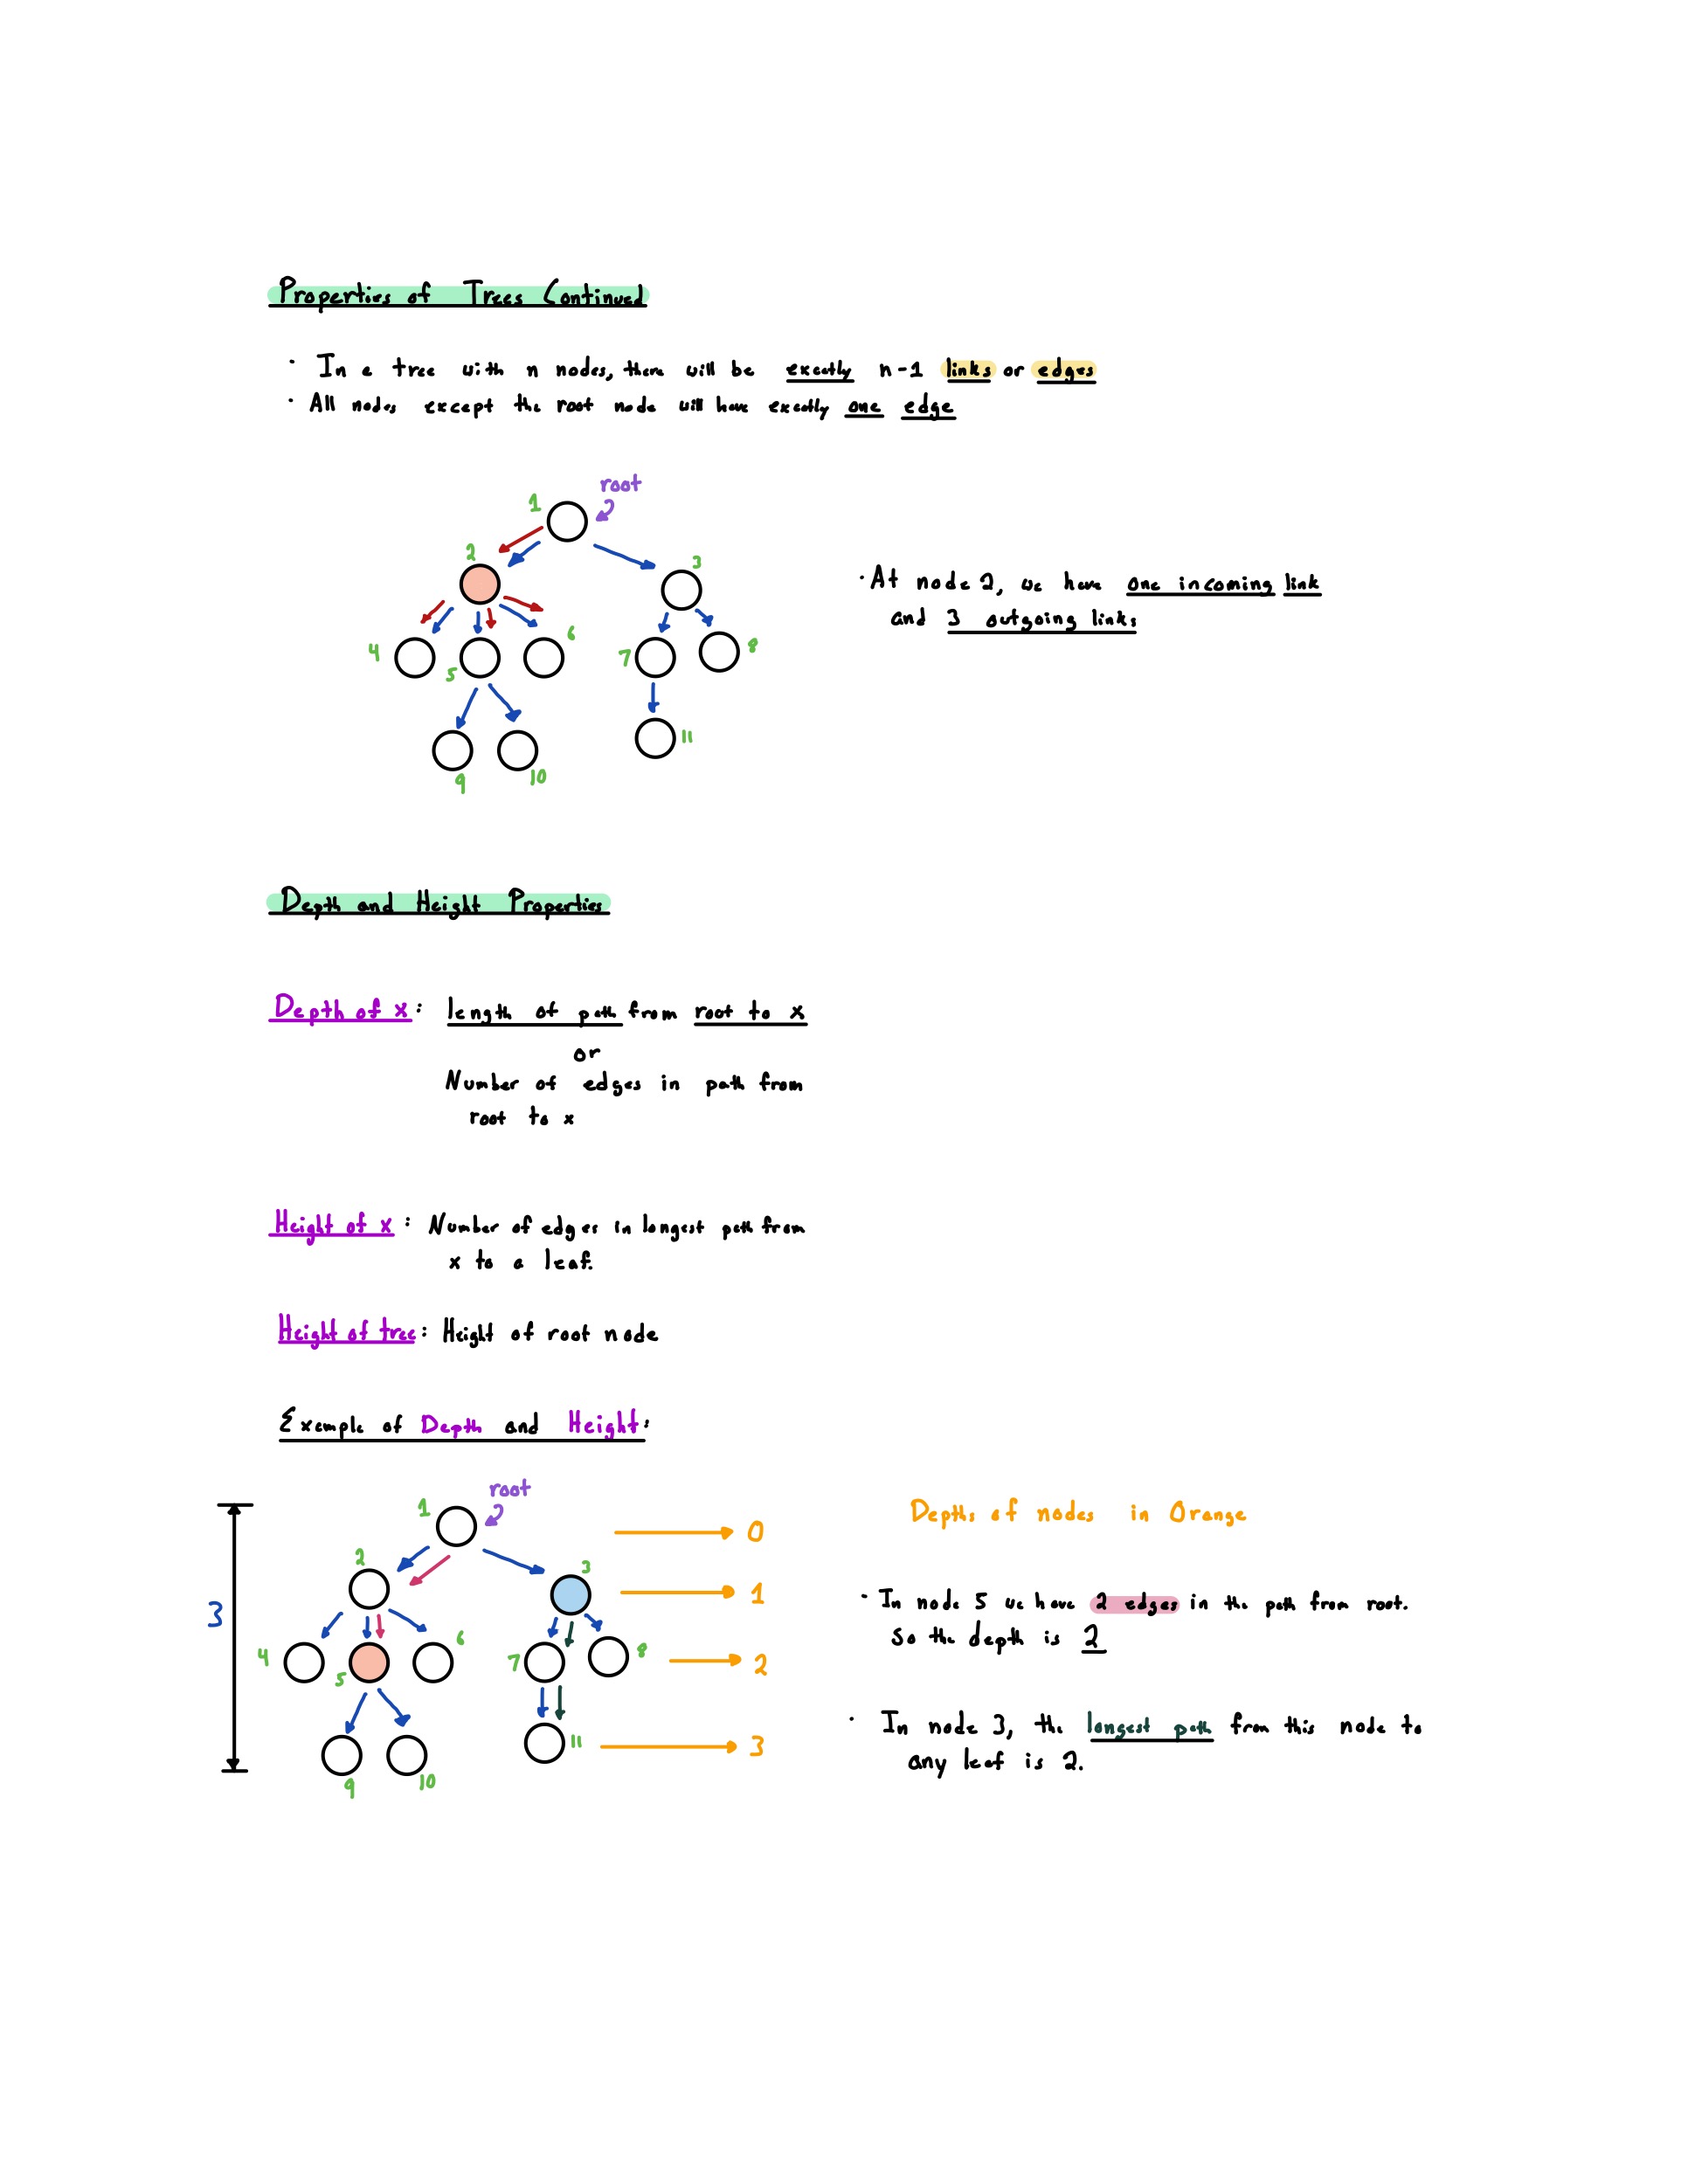 Properties of Trees Continued
· In a tree with n nodes, there will be exactly n-1 links or edges
· All nodes except the root node will have exactly one edge
root
1
2
3
· At node 2, we have one incoming link
and 3 outgoing links
4
5
6
7
8
11
9
10
Depth and Height Properties
Depth of x: length of path from root to x
or
Number of edges in path from
root to x
Height of x: Number of edges in longest path from
x to a leaf.
Height of tree: Height of root node
Example of Depth and Height:
root
1
0
Depths of nodes in Orange
2
3
3
1
· In node 5 we have 2 edges in the path from root.
So the depth is 2
4
5
6
7
8
2
· In node 3, the longest path from this node to
any leaf is 2.
11
3
9
10